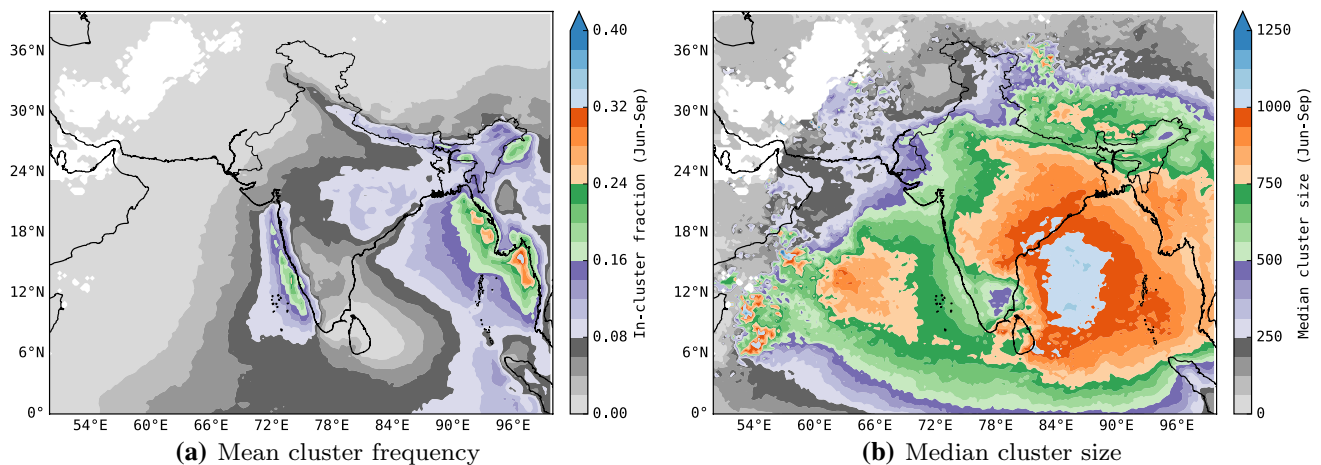 36°N
30°N
24°N
18°N
12°N
6°N
0°
54°E 60°E 66°E 72°E 78°E 84°E 90°E 96°E
0.40
0.32
0.24
0.16
0.08
0.00
In-cluster fraction (Jun-Sep)
(a) Mean cluster frequency
36°N
30°N
24°N
18°N
12°N
6°N
0°
54°E 60°E 66°E 72°E 78°E 84°E 90°E 96°E
1250
1000
750
500
250
0
Median cluster size (Jun-Sep)
(b) Median cluster size